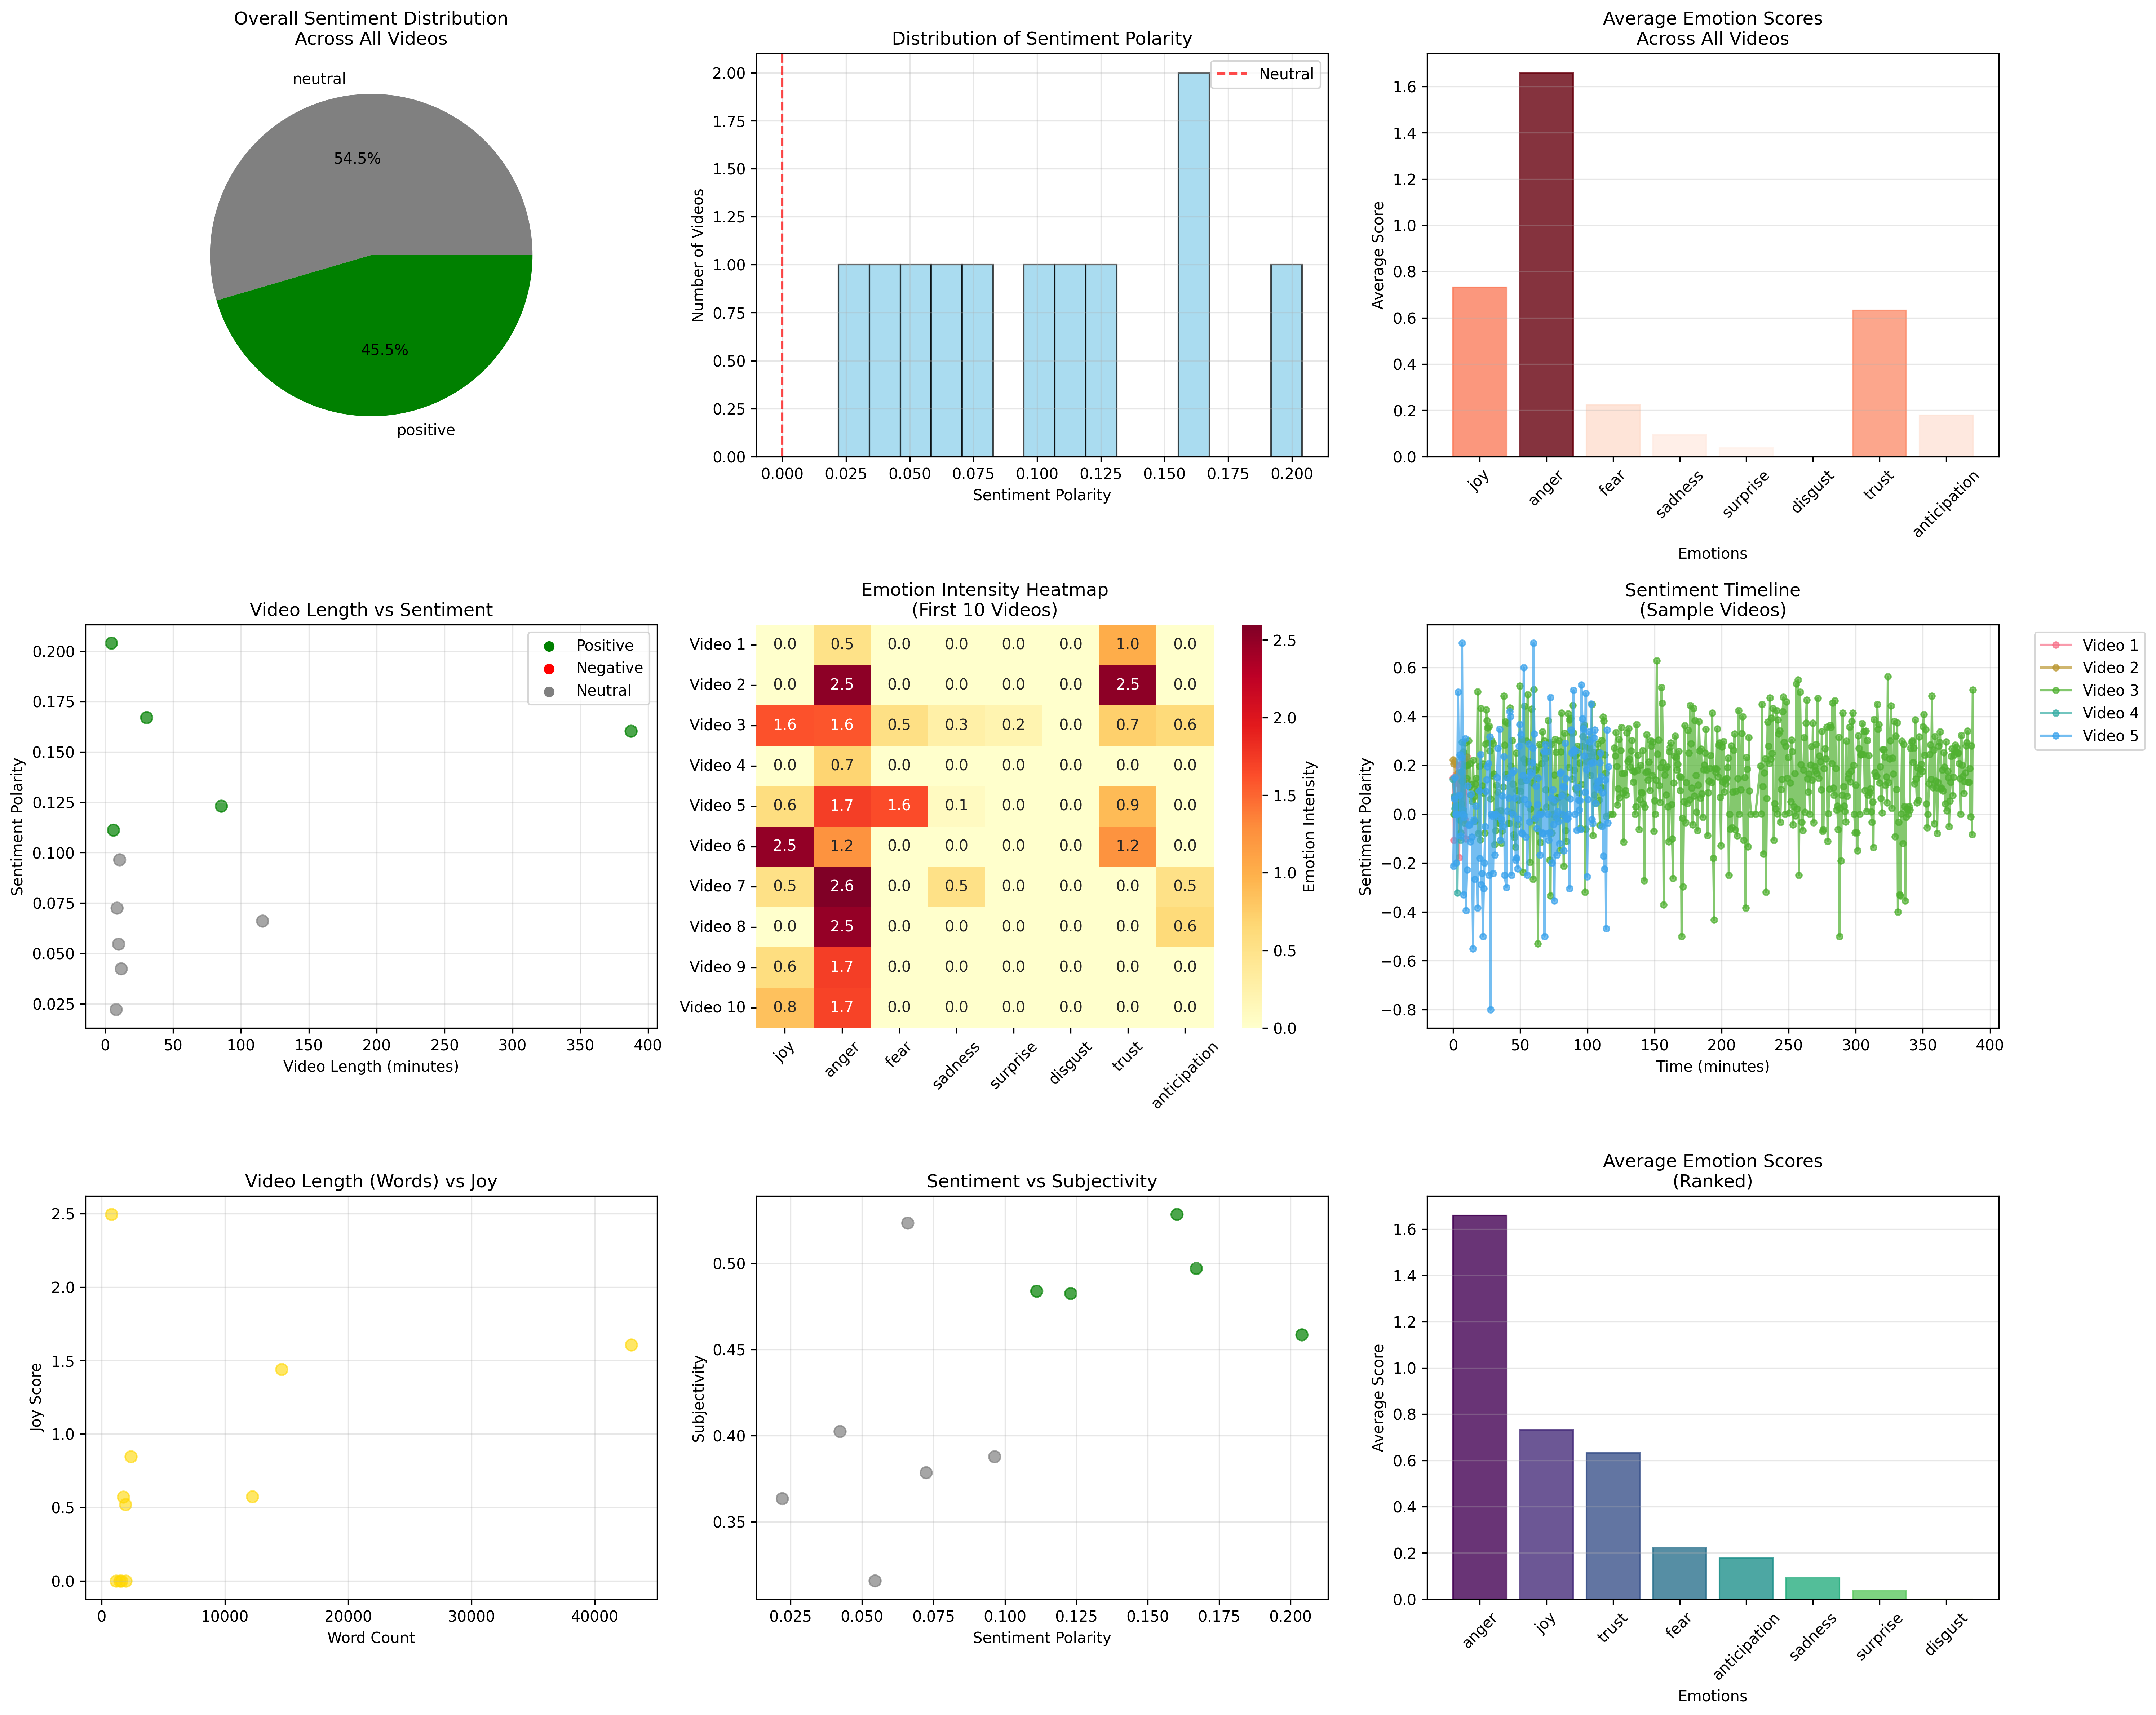 Overall Sentiment Distribution
Across All Videos
neutral
54.5%
45.5%
positive
Distribution of Sentiment Polarity
Neutral
2.00
1.75
1.50
1.25
1.00
0.75
0.50
0.25
0.00
Number of Videos
0.000 0.025 0.050 0.075 0.100 0.125 0.150 0.175 0.200
Sentiment Polarity
Average Emotion Scores
Across All Videos
1.6
1.4
1.2
1.0
0.8
0.6
0.4
0.2
0.0
Average Score
joy anger fear sadness surprise disgust trust anticipation
Emotions
Video Length vs Sentiment
Positive
Negative
Neutral
0.200
0.175
0.150
0.125
0.100
0.075
0.050
0.025
Sentiment Polarity
0 50 100 150 200 250 300 350 400
Video Length (minutes)
Emotion Intensity Heatmap
(First 10 Videos)
Video 1 0.0 0.5 0.0 0.0 0.0 0.0 1.0 0.0
Video 2 0.0 2.5 0.0 0.0 0.0 0.0 2.5 0.0
Video 3 1.6 1.6 0.5 0.3 0.2 0.0 0.7 0.6
Video 4 0.0 0.7 0.0 0.0 0.0 0.0 0.0 0.0
Video 5 0.6 1.7 1.6 0.1 0.0 0.0 0.9 0.0
Video 6 2.5 1.2 0.0 0.0 0.0 0.0 1.2 0.0
Video 7 0.5 2.6 0.0 0.5 0.0 0.0 0.0 0.5
Video 8 0.0 2.5 0.0 0.0 0.0 0.0 0.0 0.6
Video 9 0.6 1.7 0.0 0.0 0.0 0.0 0.0 0.0
Video 10 0.8 1.7 0.0 0.0 0.0 0.0 0.0 0.0
joy anger fear sadness surprise disgust trust anticipation
2.5
2.0
1.5
1.0
0.5
0.0
Emotion Intensity
Sentiment Timeline
(Sample Videos)
Video 1
Video 2
Video 3
Video 4
Video 5
0.6
0.4
0.2
0.0
−0.2
−0.4
−0.6
−0.8
Sentiment Polarity
0 50 100 150 200 250 300 350 400
Time (minutes)
Video Length (Words) vs Joy
2.5
2.0
1.5
1.0
0.5
0.0
Joy Score
0 10000 20000 30000 40000
Word Count
Sentiment vs Subjectivity
0.50
0.45
0.40
0.35
Subjectivity
0.025 0.050 0.075 0.100 0.125 0.150 0.175 0.200
Sentiment Polarity
Average Emotion Scores
(Ranked)
1.6
1.4
1.2
1.0
0.8
0.6
0.4
0.2
0.0
Average Score
anger joy trust fear anticipation sadness surprise disgust
Emotions